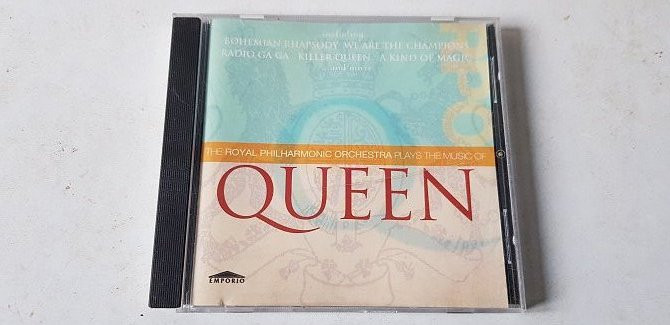 including
BOHEMIAN RHAPSODY · WE ARE THE CHAMPIONS
RADIO GA GA · KILLER QUEEN · A KIND OF MAGIC
and more
RPO
THE ROYAL PHILHARMONIC ORCHESTRA PLAYS THE MUSIC OF
QUEEN
EMPORIO